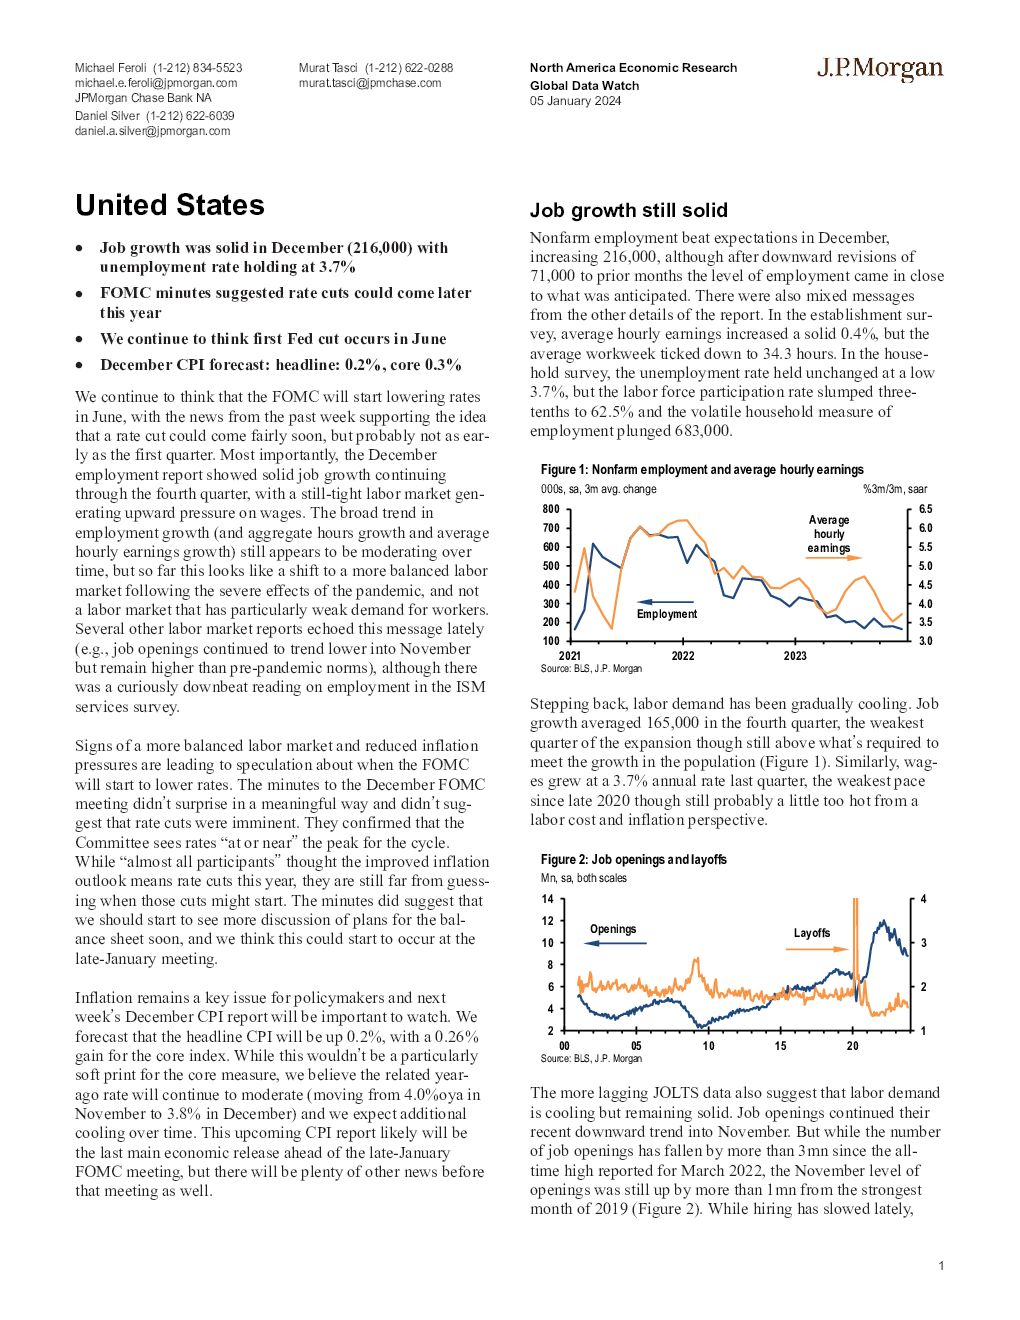 Michael Feroli (1-212) 834-5523
michael.e.feroli@jpmorgan.com
JPMorgan Chase Bank NA
Daniel Silver (1-212) 622-6039
daniel.a.silver@jpmorgan.com
Murat Tasci (1-212) 622-0288
murat.tasci@jpmchase.com
North America Economic Research
Global Data Watch
05 January 2024
J.P.Morgan
United States
• Job growth was solid in December (216,000) with
unemployment rate holding at 3.7%
• FOMC minutes suggested rate cuts could come later
this year
• We continue to think first Fed cut occurs in June
• December CPI forecast: headline: 0.2%, core 0.3%
We continue to think that the FOMC will start lowering rates
in June, with the news from the past week supporting the idea
that a rate cut could come fairly soon, but probably not as ear-
ly as the first quarter. Most importantly, the December
employment report showed solid job growth continuing
through the fourth quarter, with a still-tight labor market gen-
erating upward pressure on wages. The broad trend in
employment growth (and aggregate hours growth and average
hourly earnings growth) still appears to be moderating over
time, but so far this looks like a shift to a more balanced labor
market following the severe effects of the pandemic, and not
a labor market that has particularly weak demand for workers.
Several other labor market reports echoed this message lately
(e.g., job openings continued to trend lower into November
but remain higher than pre-pandemic norms), although there
was a curiously downbeat reading on employment in the ISM
services survey.
Signs of a more balanced labor market and reduced inflation
pressures are leading to speculation about when the FOMC
will start to lower rates. The minutes to the December FOMC
meeting didn’t surprise in a meaningful way and didn’t sug-
gest that rate cuts were imminent. They confirmed that the
Committee sees rates “at or near” the peak for the cycle.
While “almost all participants” thought the improved inflation
outlook means rate cuts this year, they are still far from guess-
ing when those cuts might start. The minutes did suggest that
we should start to see more discussion of plans for the bal-
ance sheet soon, and we think this could start to occur at the
late-January meeting.
Inflation remains a key issue for policymakers and next
week’s December CPI report will be important to watch. We
forecast that the headline CPI will be up 0.2%, with a 0.26%
gain for the core index. While this wouldn’t be a particularly
soft print for the core measure, we believe the related year-
ago rate will continue to moderate (moving from 4.0%oya in
November to 3.8% in December) and we expect additional
cooling over time. This upcoming CPI report likely will be
the last main economic release ahead of the late-January
FOMC meeting, but there will be plenty of other news before
that meeting as well.
Job growth still solid
Nonfarm employment beat expectations in December,
increasing 216,000, although after downward revisions of
71,000 to prior months the level of employment came in close
to what was anticipated. There were also mixed messages
from the other details of the report. In the establishment sur-
vey, average hourly earnings increased a solid 0.4%, but the
average workweek ticked down to 34.3 hours. In the house-
hold survey, the unemployment rate held unchanged at a low
3.7%, but the labor force participation rate slumped three-
tenths to 62.5% and the volatile household measure of
employment plunged 683,000.
Figure 1: Nonfarm employment and average hourly earnings
000s, sa, 3m avg. change %3m/3m, saar
800 6.5
700 Average 6.0
hourly
600 earnings 5.5
500 5.0
400 4.5
300 Employment 4.0
200 3.5
100 3.0
2021 2022 2023
Source: BLS, J.P. Morgan
Stepping back, labor demand has been gradually cooling. Job
growth averaged 165,000 in the fourth quarter, the weakest
quarter of the expansion though still above what’s required to
meet the growth in the population (Figure 1). Similarly, wag-
es grew at a 3.7% annual rate last quarter, the weakest pace
since late 2020 though still probably a little too hot from a
labor cost and inflation perspective.
Figure 2: Job openings and layoffs
Mn, sa, both scales
14 4
12 Openings Layoffs
10 3
8
6 2
4
2 1
00 05 10 15 20
Source: BLS, J.P. Morgan
The more lagging JOLTS data also suggest that labor demand
is cooling but remaining solid. Job openings continued their
recent downward trend into November. But while the number
of job openings has fallen by more than 3mn since the all-
time high reported for March 2022, the November level of
openings was still up by more than 1mn from the strongest
month of 2019 (Figure 2). While hiring has slowed lately,
1